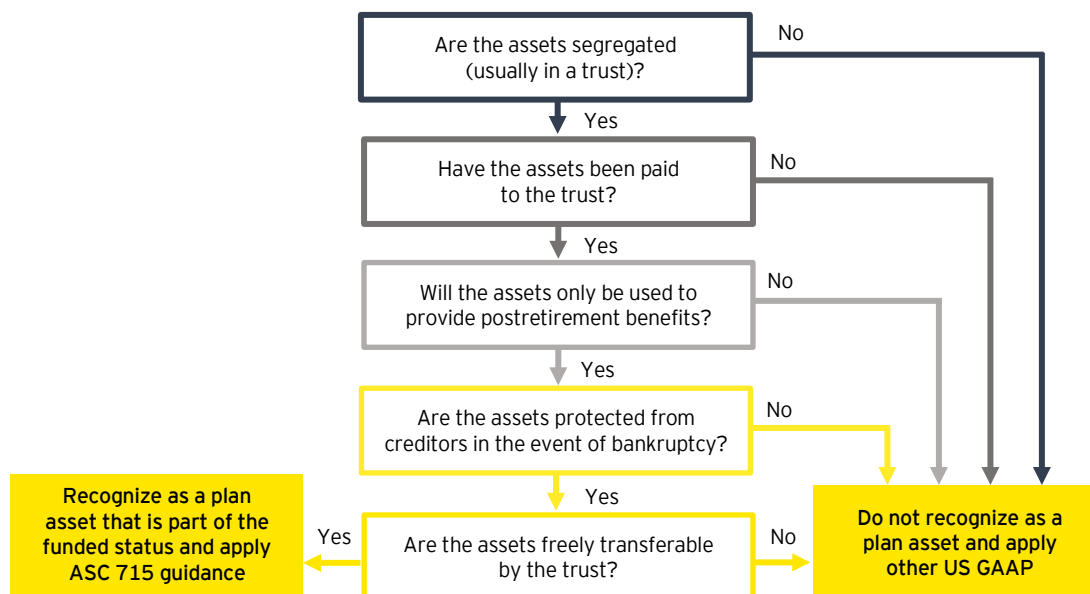 Are the assets segregated
(usually in a trust)?
No
Yes
Have the assets been paid
to the trust?
No
Yes
Will the assets only be used to
provide postretirement benefits?
No
Yes
Are the assets protected from
creditors in the event of bankruptcy?
No
Yes
Recognize as a plan
asset that is part of the
funded status and apply
ASC 715 guidance
Yes
Are the assets freely transferable
by the trust?
No
Do not recognize as a
plan asset and apply
other US GAAP